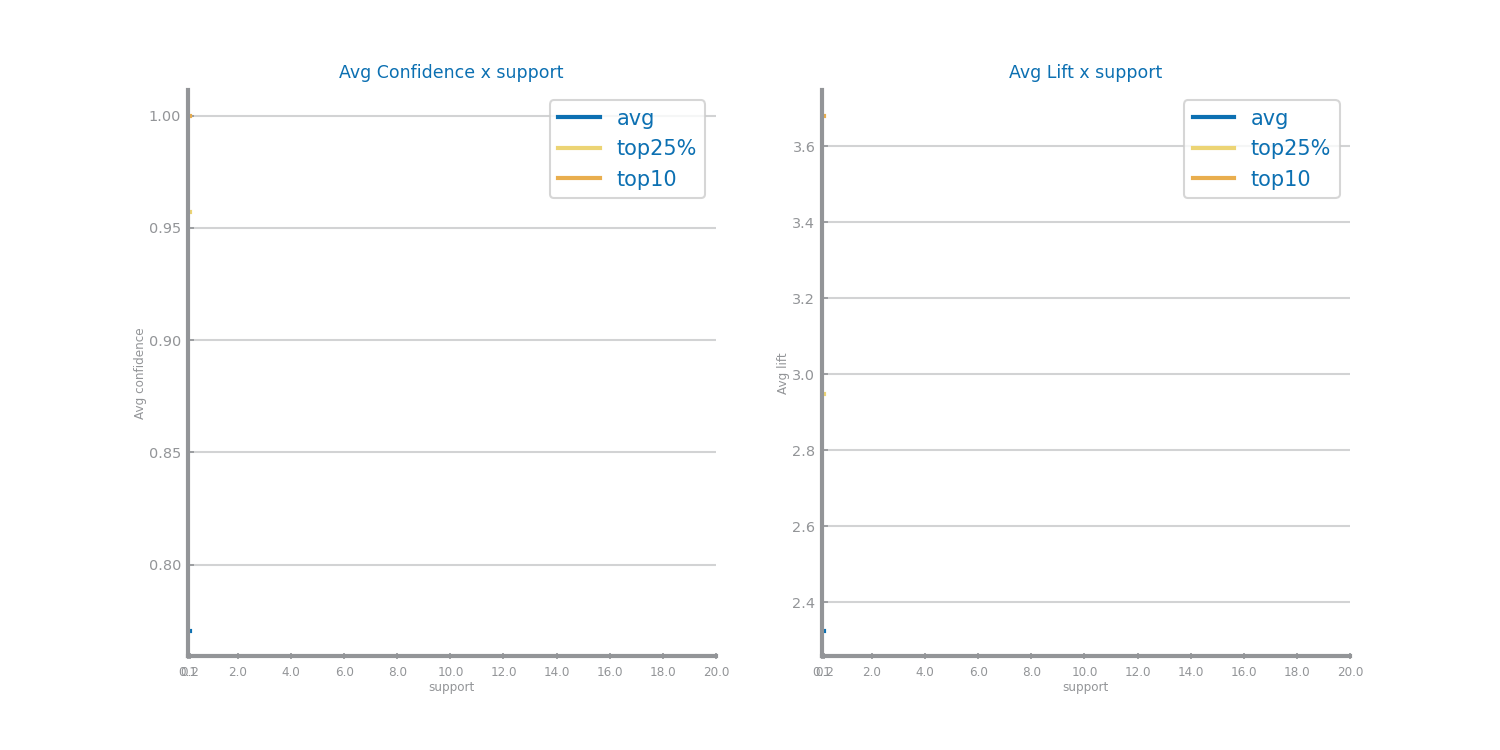 Avg Confidence x support
1.00
0.95
0.90
0.85
0.80
Avg confidence
avg
top25%
top10
2.0 4.0 6.0 8.0 10.0 12.0 14.0 16.0 18.0 20.0
support
Avg Lift x support
3.6
3.4
3.2
3.0
2.8
2.6
2.4
Avg lift
avg
top25%
top10
2.0 4.0 6.0 8.0 10.0 12.0 14.0 16.0 18.0 20.0
support